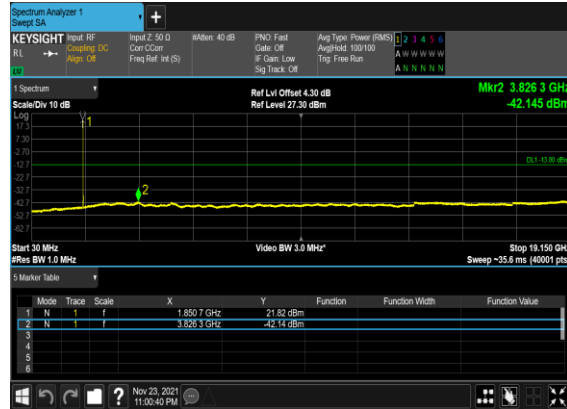 Spectrum Analyzer 1
Swept SA
KEYSIGHT Input: RF Input Z: 50 Ω #Atten: 40 dB PNO: Fast Avg Type: Power (RMS) 1 2 3 4 5 6
RL Coupling: DC Corr CCorr Gate: Off Avg|Hold: 100/100 A W W W W W
Align: Off Freq Ref: Int (S) IF Gain: Low Trig: Free Run
Sig Track: Off A N N N N N
1 Spectrum Ref Lvl Offset 4.30 dB Mkr2 3.826 3 GHz
Scale/Div 10 dB Ref Level 27.30 dBm -42.145 dBm
Log
17.3 1
7.30
-2.70
-12.7 DL1 -13.00 dBm
-22.7
-32.7 2
-42.7
-52.7
-62.7
Start 30 MHz Video BW 3.0 MHz* Stop 19.150 GHz
#Res BW 1.0 MHz Sweep ~35.6 ms (40001 pts)
5 Marker Table
Mode Trace Scale X Y Function Function Width Function Value
1 N 1 f 1.850 7 GHz 21.82 dBm
2 N 1 f 3.826 3 GHz -42.14 dBm
3
4
5
6
? Nov 23, 2021
11:00:40 PM